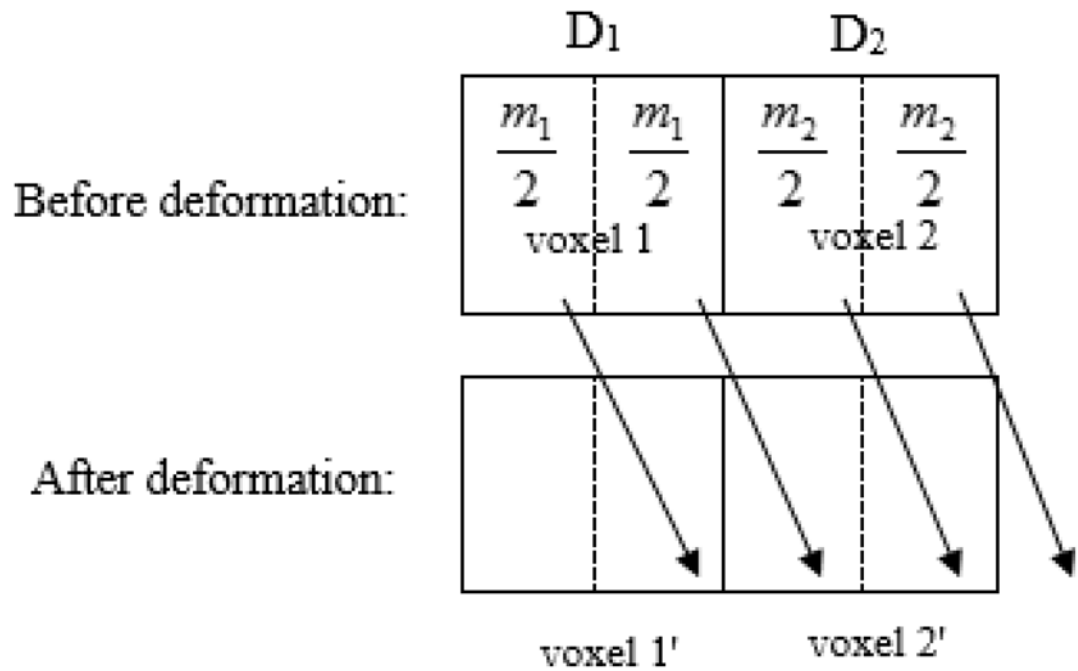 D₁ D₂
m₁/2 m₁/2 m₂/2 m₂/2
Before deformation:
voxel 1 voxel 2
After deformation:
voxel 1' voxel 2'